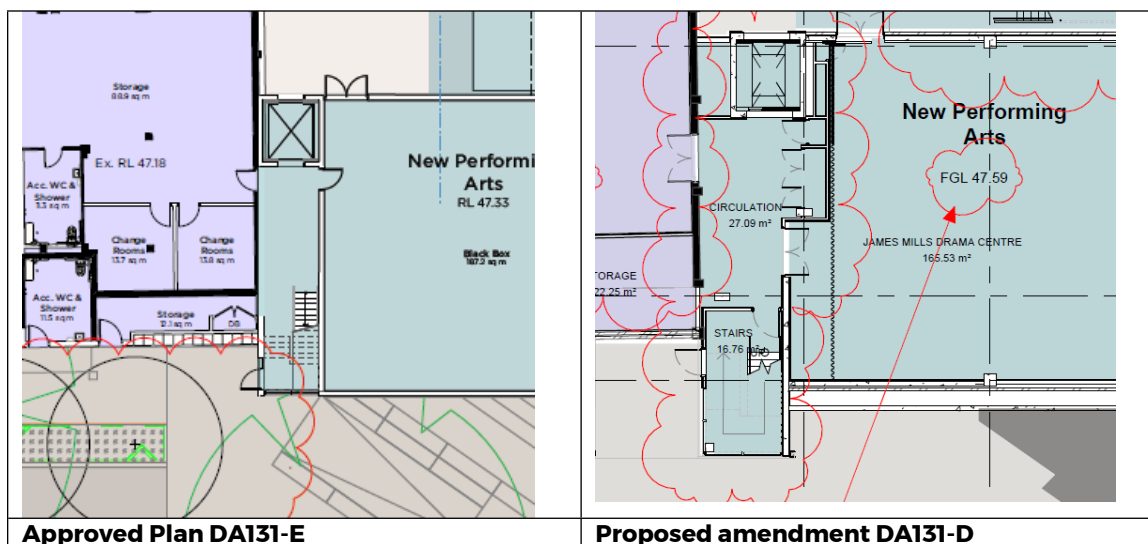 Storage
88.9 sq m
Ex. RL 47.18
Acc. WC &
Shower
11.3 sq m
Change
Rooms
13.7 sq m
Change
Rooms
13.8 sq m
Acc. WC &
Shower
11.5 sq m
Storage
12.1 sq m
DB
New Performi
Arts
RL 47.33
Black Box
187.2 sq m
Approved Plan DA131-E
New Performing
Arts
FGL 47.59
CIRCULATION
27.09 m²
JAMES MILLS DRAMA CENTRE
165.53 m²
TORAGE
22.25 m²
STAIRS
16.76 m²
Proposed amendment DA131-D